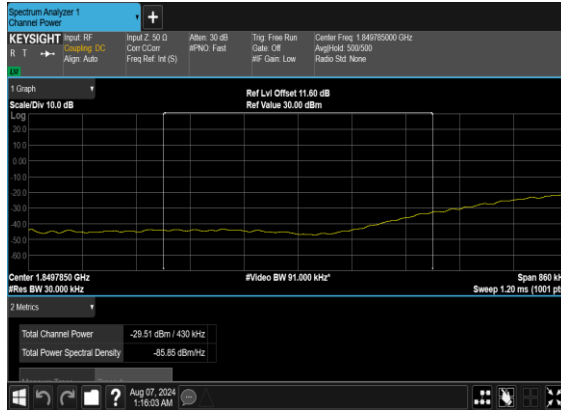 Spectrum Analyzer 1
Channel Power
KEYSIGHT
R T
Input: RF
Coupling: DC
Align: Auto
Input Z: 50 Ω
Corr CCorr
Freq Ref: Int (S)
Atten: 30 dB
#PNO: Fast
Trig: Free Run
Gate: Off
#IF Gain: Low
Center Freq: 1.849785000 GHz
Avg|Hold: 500/500
Radio Std: None
1 Graph
Scale/Div 10.0 dB
Ref Lvl Offset 11.60 dB
Ref Value 30.00 dBm
Log
20.0
10.0
0.00
-10.0
-20.0
-30.0
-40.0
-50.0
-60.0
Center 1.8497850 GHz
#Res BW 30.000 kHz
#Video BW 91.000 kHz*
Span 860 kH
Sweep 1.20 ms (1001 pt
2 Metrics
Total Channel Power -29.51 dBm / 430 kHz
Total Power Spectral Density -85.85 dBm/Hz
?
Aug 07, 2024
1:16:03 AM